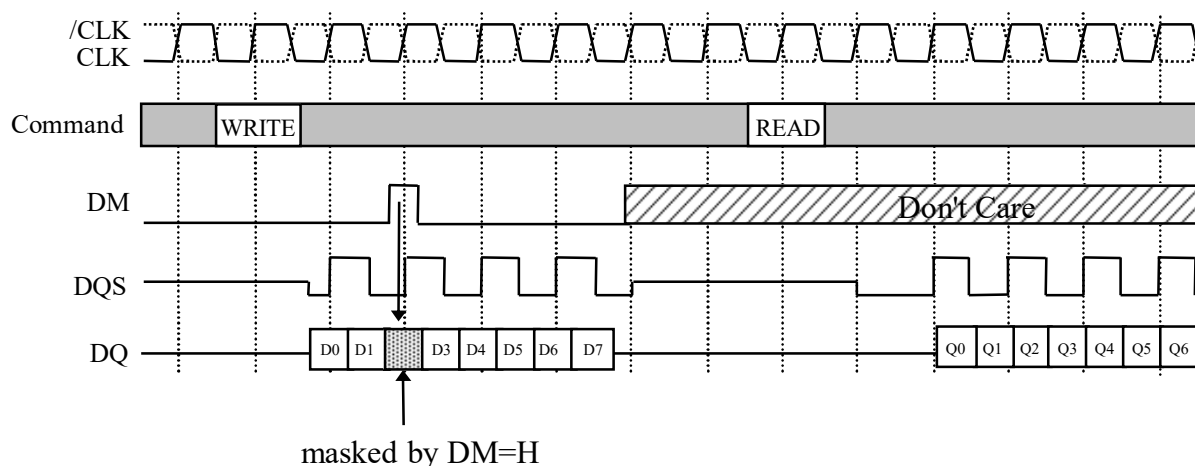 /CLK
CLK
Command WRITE READ
DM Don't Care
DQS
DQ D0 D1 D3 D4 D5 D6 D7 Q0 Q1 Q2 Q3 Q4 Q5 Q6
masked by DM=H